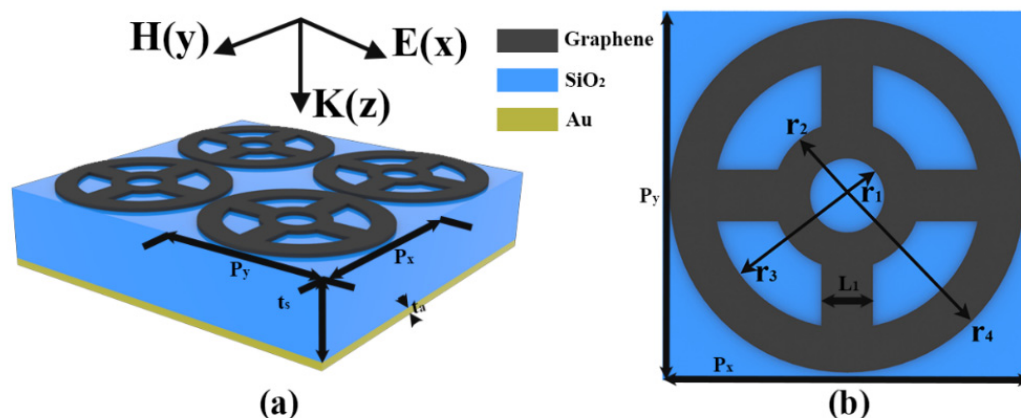 H(y)
E(x)
K(z)
Graphene
SiO₂
Au
Py
Px
ts
ta
(a)
r₂
r₁
r₃
r₄
L₁
Py
Px
(b)